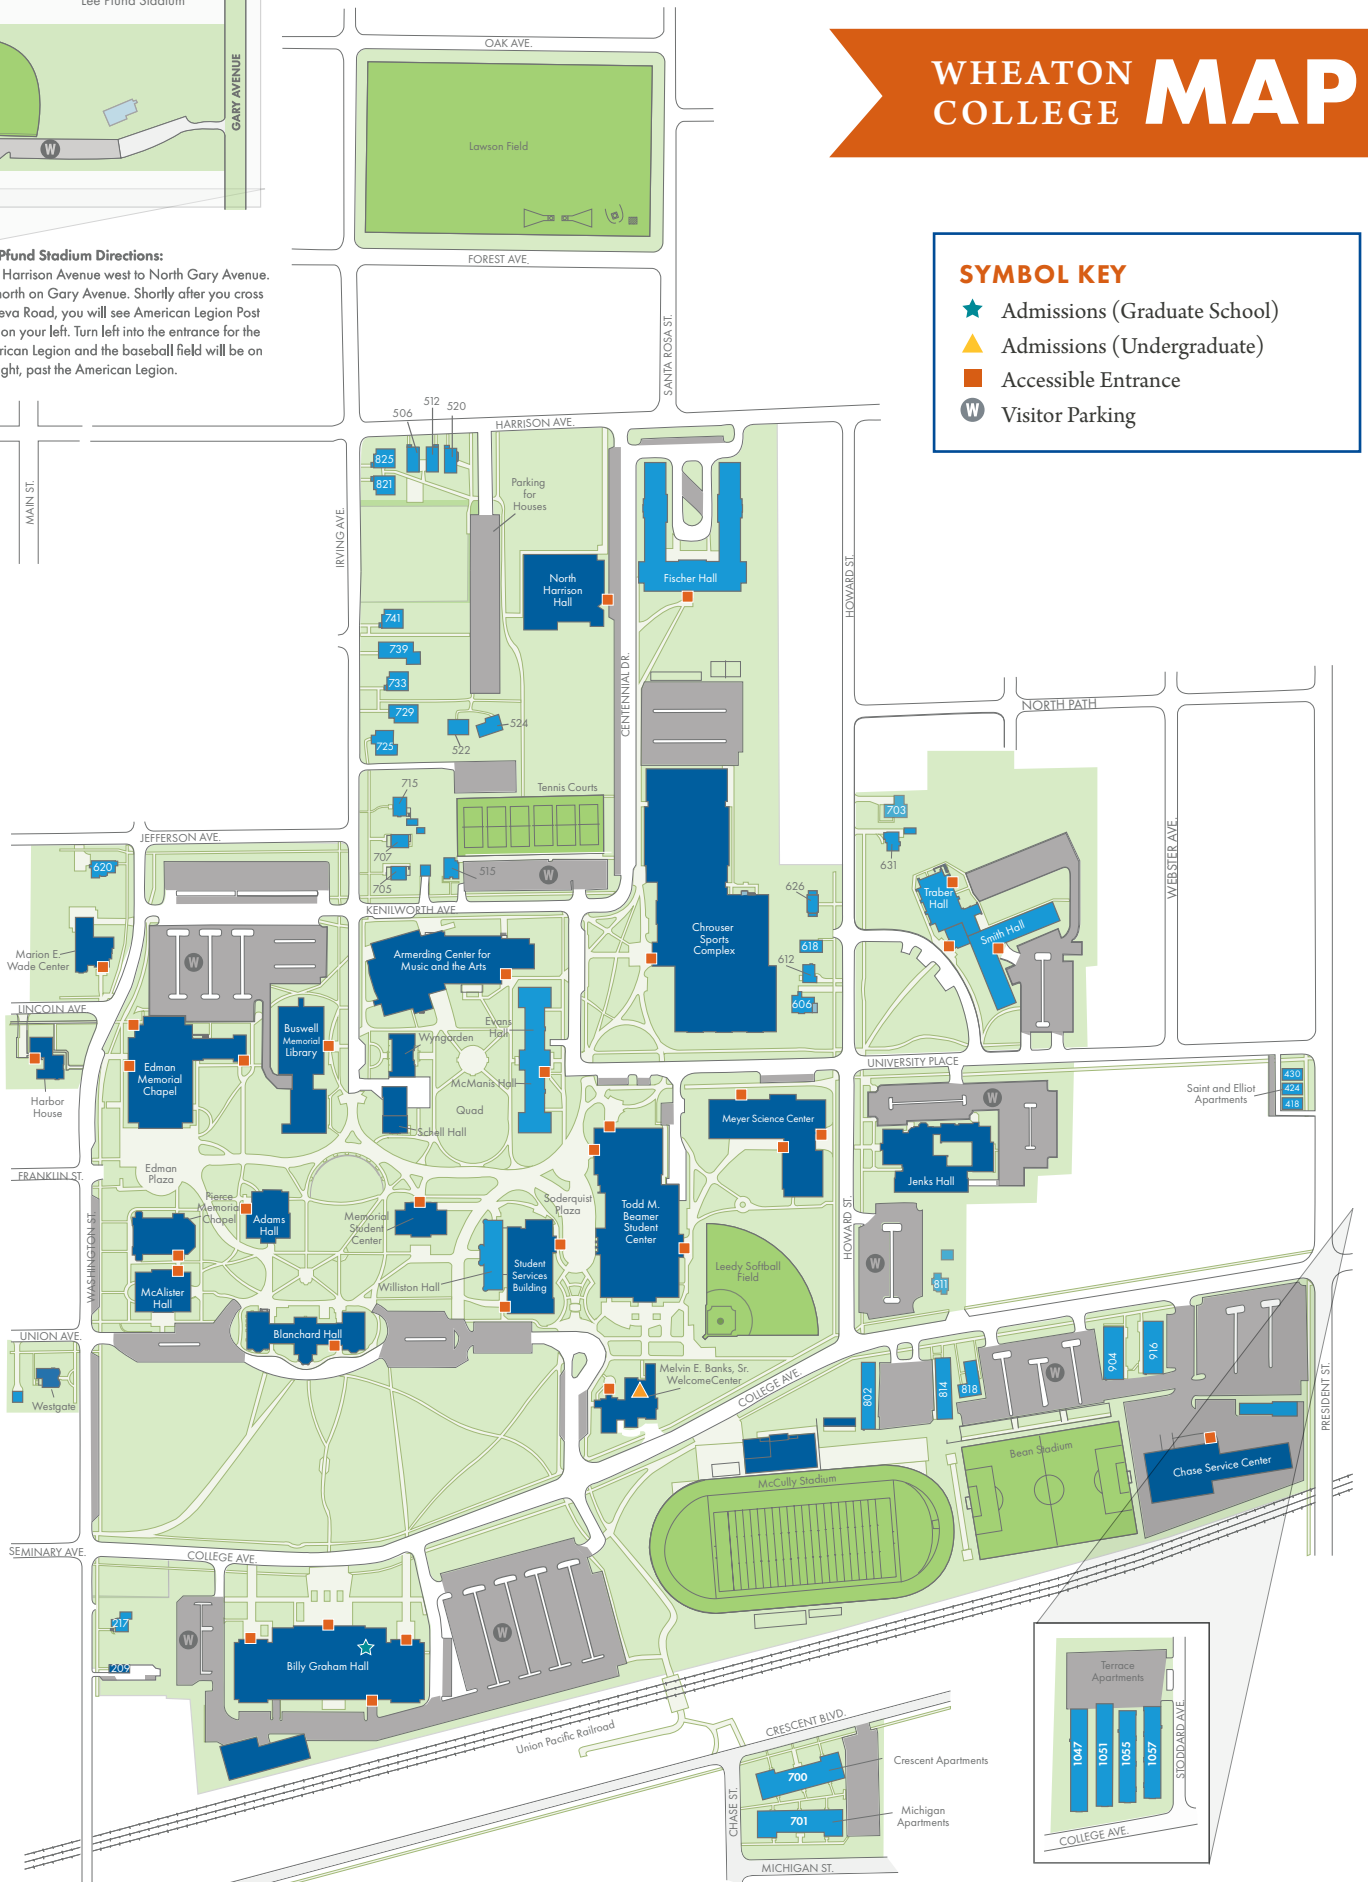 Lee Pfund Stadium
GARY AVENUE
W
Pfund Stadium Directions:
Harrison Avenue west to North Gary Avenue.
north on Gary Avenue. Shortly after you cross
eva Road, you will see American Legion Post
on your left. Turn left into the entrance for the
rican Legion and the baseball field will be on
ght, past the American Legion.
WHEATON
COLLEGE
MAP
SYMBOL KEY
Admissions (Graduate School)
Admissions (Undergraduate)
Accessible Entrance
W Visitor Parking
OAK AVE.
Lawson Field
FOREST AVE.
SANTA ROSA ST.
HARRISON AVE.
MAIN ST.
IRVING AVE.
506
512
520
825
821
Parking
for
Houses
North
Harrison
Hall
Fischer Hall
HOWARD ST.
CENTENNIAL DR.
741
739
733
729
725
522
524
NORTH PATH
WEBSTER AVE.
715
707
705
515
Tennis Courts
W
JEFFERSON AVE.
620
KENILWORTH AVE.
703
631
Traber
Hall
Smith Hall
626
618
612
606
Chrouser
Sports
Complex
Marion E.
Wade Center
W
Armerding Center for
Music and the Arts
LINCOLN AVE
Harbor
House
Edman
Memorial
Chapel
Buswell
Memorial
Library
Wyngarden
Evans
Hall
McManis Hall
Quad
Schell Hall
UNIVERSITY PLACE
W
Meyer Science Center
Jenks Hall
Saint and Elliot
Apartments
430
424
418
FRANKLIN ST.
Edman
Plaza
WASHINGTON ST.
Pierce
Memorial
Chapel
Adams
Hall
Memorial
Student
Center
Soderquist
Plaza
Todd M.
Beamer
Student
Center
Student
Services
Building
Williston Hall
McAlister
Hall
Blanchard Hall
Leedy Softball
Field
HOWARD ST.
W
811
UNION AVE.
Westgate
Melvin E. Banks, Sr.
WelcomeCenter
COLLEGE AVE.
802
814
818
W
904
916
PRESIDENT ST.
McCully Stadium
Bean Stadium
Chase Service Center
SEMINARY AVE.
COLLEGE AVE.
217
209
W
Billy Graham Hall
W
Union Pacific Railroad
CRESCENT BLVD.
CHASE ST.
700
Crescent Apartments
701
Michigan
Apartments
MICHIGAN ST.
Terrace
Apartments
1047
1051
1055
1057
STODDARD AVE.
COLLEGE AVE.